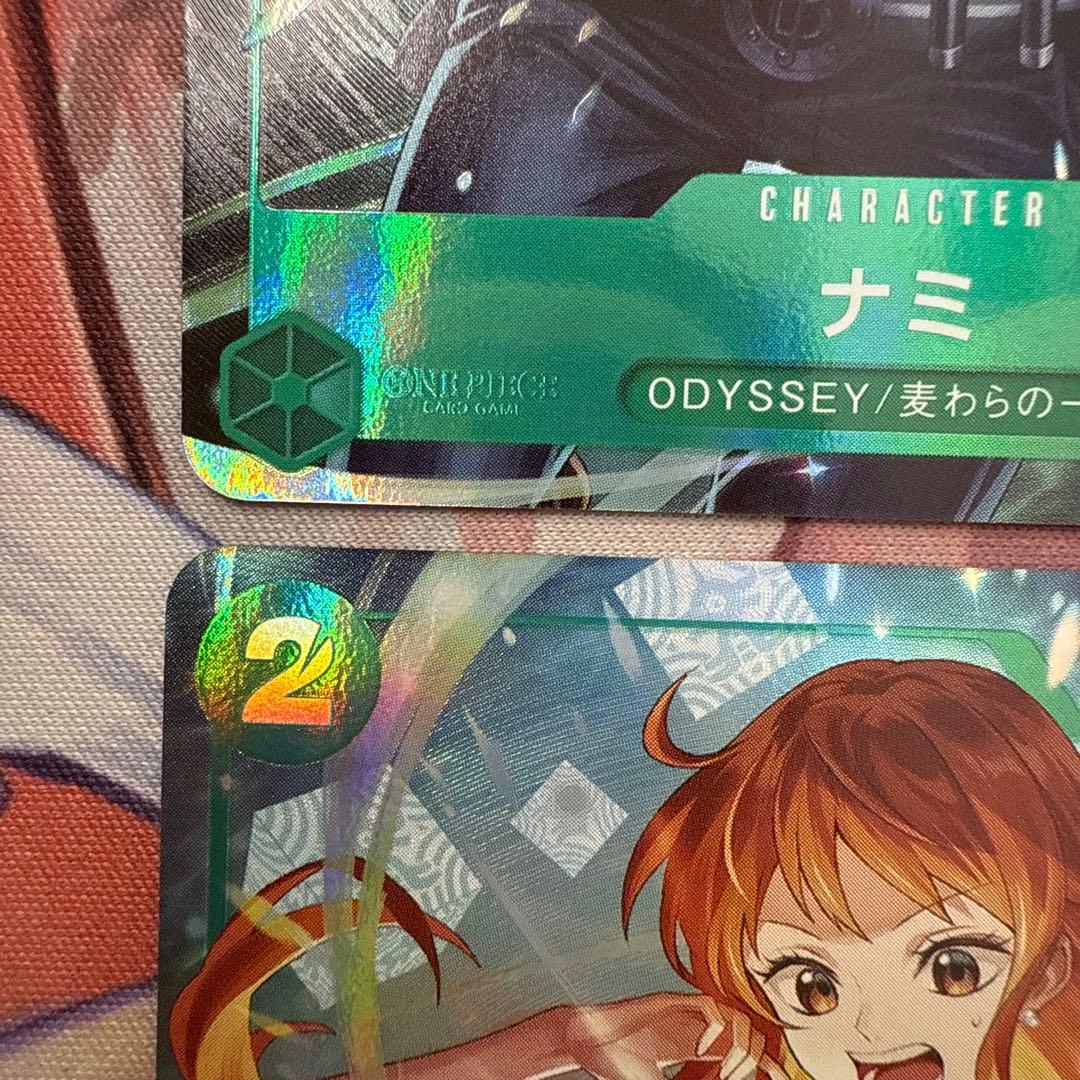 CHARACTER
ナミ
ONE PIECE
CARD GAME
ODYSSEY/麦わらの一
2